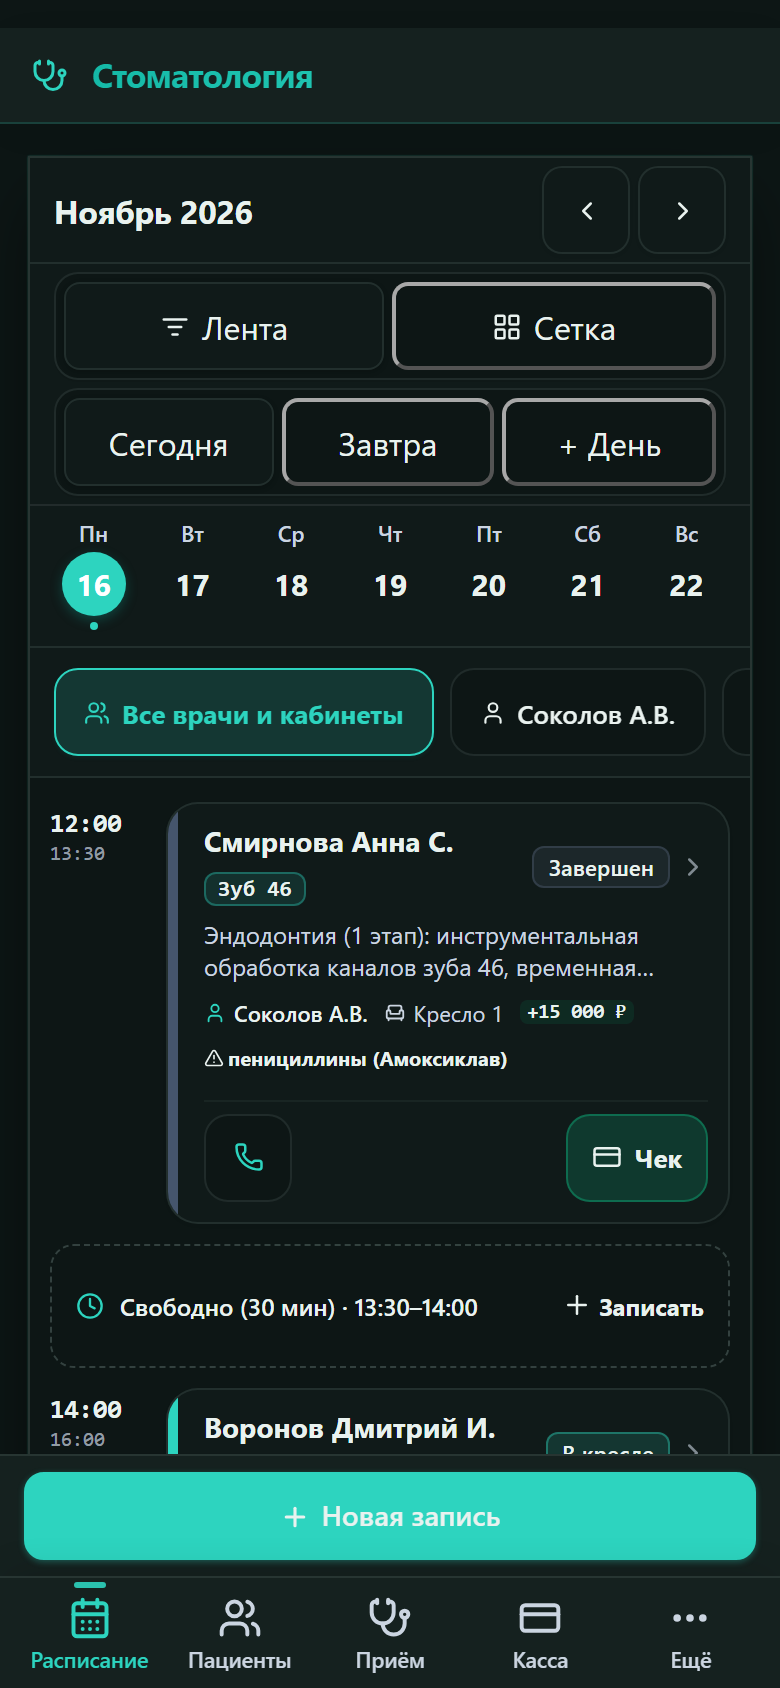 Стоматология
Ноябрь 2026
Лента
Сетка
Сегодня
Завтра
+ День
Пн Вт Ср Чт Пт Сб Вс
16 17 18 19 20 21 22
Все врачи и кабинеты
Соколов А.В.
12:00
13:30
Смирнова Анна С.
Зуб 46
Завершен
Эндодонтия (1 этап): инструментальная
обработка каналов зуба 46, временная...
Соколов А.В. Кресло 1 +15 000 ₽
пенициллины (Амоксиклав)
Чек
Свободно (30 мин) · 13:30–14:00
+ Записать
14:00
16:00
Воронов Дмитрий И.
В кресле
+ Новая запись
Расписание Пациенты Приём Касса Ещё